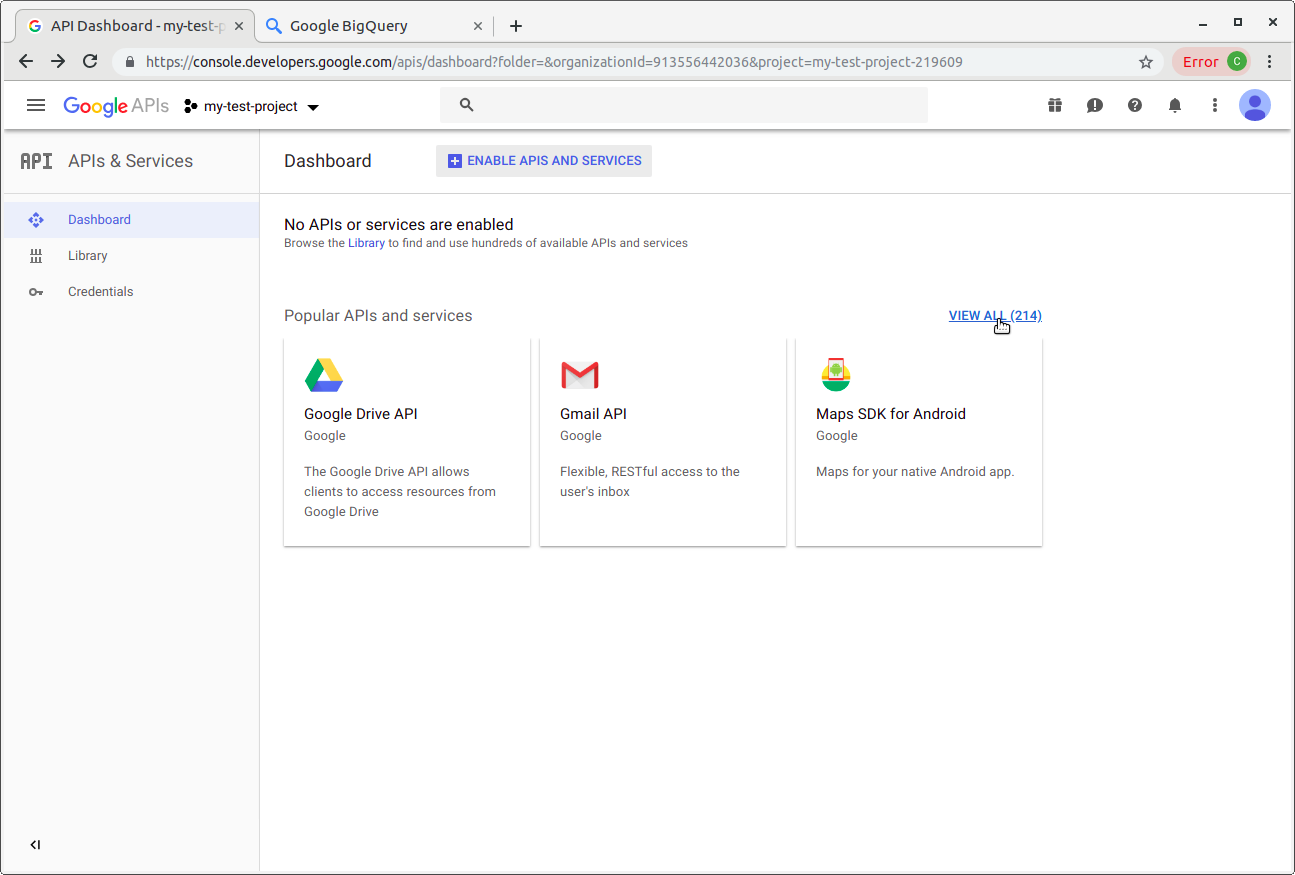 API Dashboard - my-test-p
Google BigQuery
https://console.developers.google.com/apis/dashboard?folder=&organizationId=913556442036&project=my-test-project-219609
Error C
Google APIs my-test-project
API APIs & Services
Dashboard
ENABLE APIS AND SERVICES
Dashboard
Library
Credentials
No APIs or services are enabled
Browse the Library to find and use hundreds of available APIs and services
Popular APIs and services
VIEW ALL (214)
Google Drive API
Google
The Google Drive API allows
clients to access resources from
Google Drive
Gmail API
Google
Flexible, RESTful access to the
user's inbox
Maps SDK for Android
Google
Maps for your native Android app.